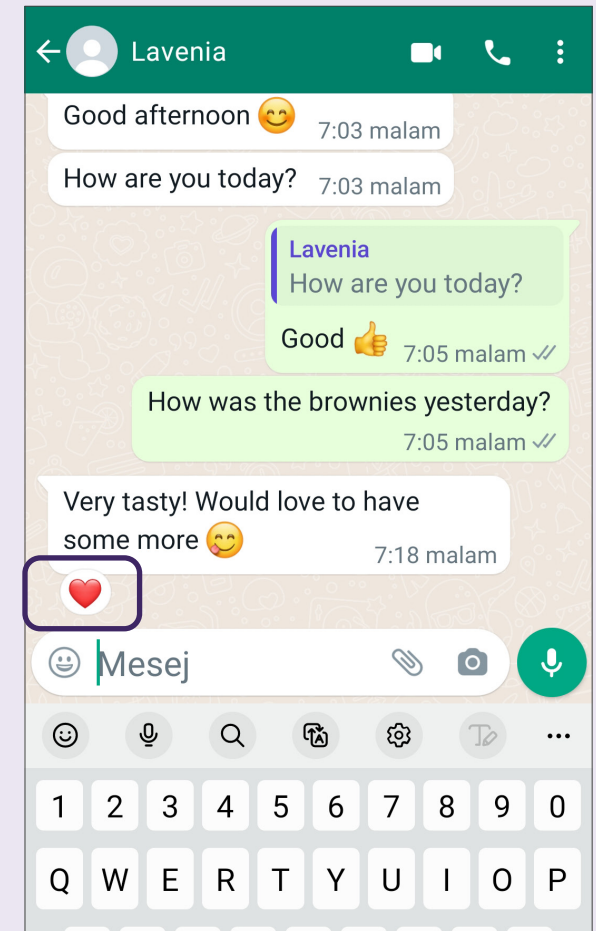 Lavenia
Good afternoon 😊 7:03 malam
How are you today? 7:03 malam
Lavenia
How are you today?
Good 👍 7:05 malam
How was the brownies yesterday?
7:05 malam
Very tasty! Would love to have
some more 😋 7:18 malam
Mesej
1 2 3 4 5 6 7 8 9 0
Q W E R T Y U I O P